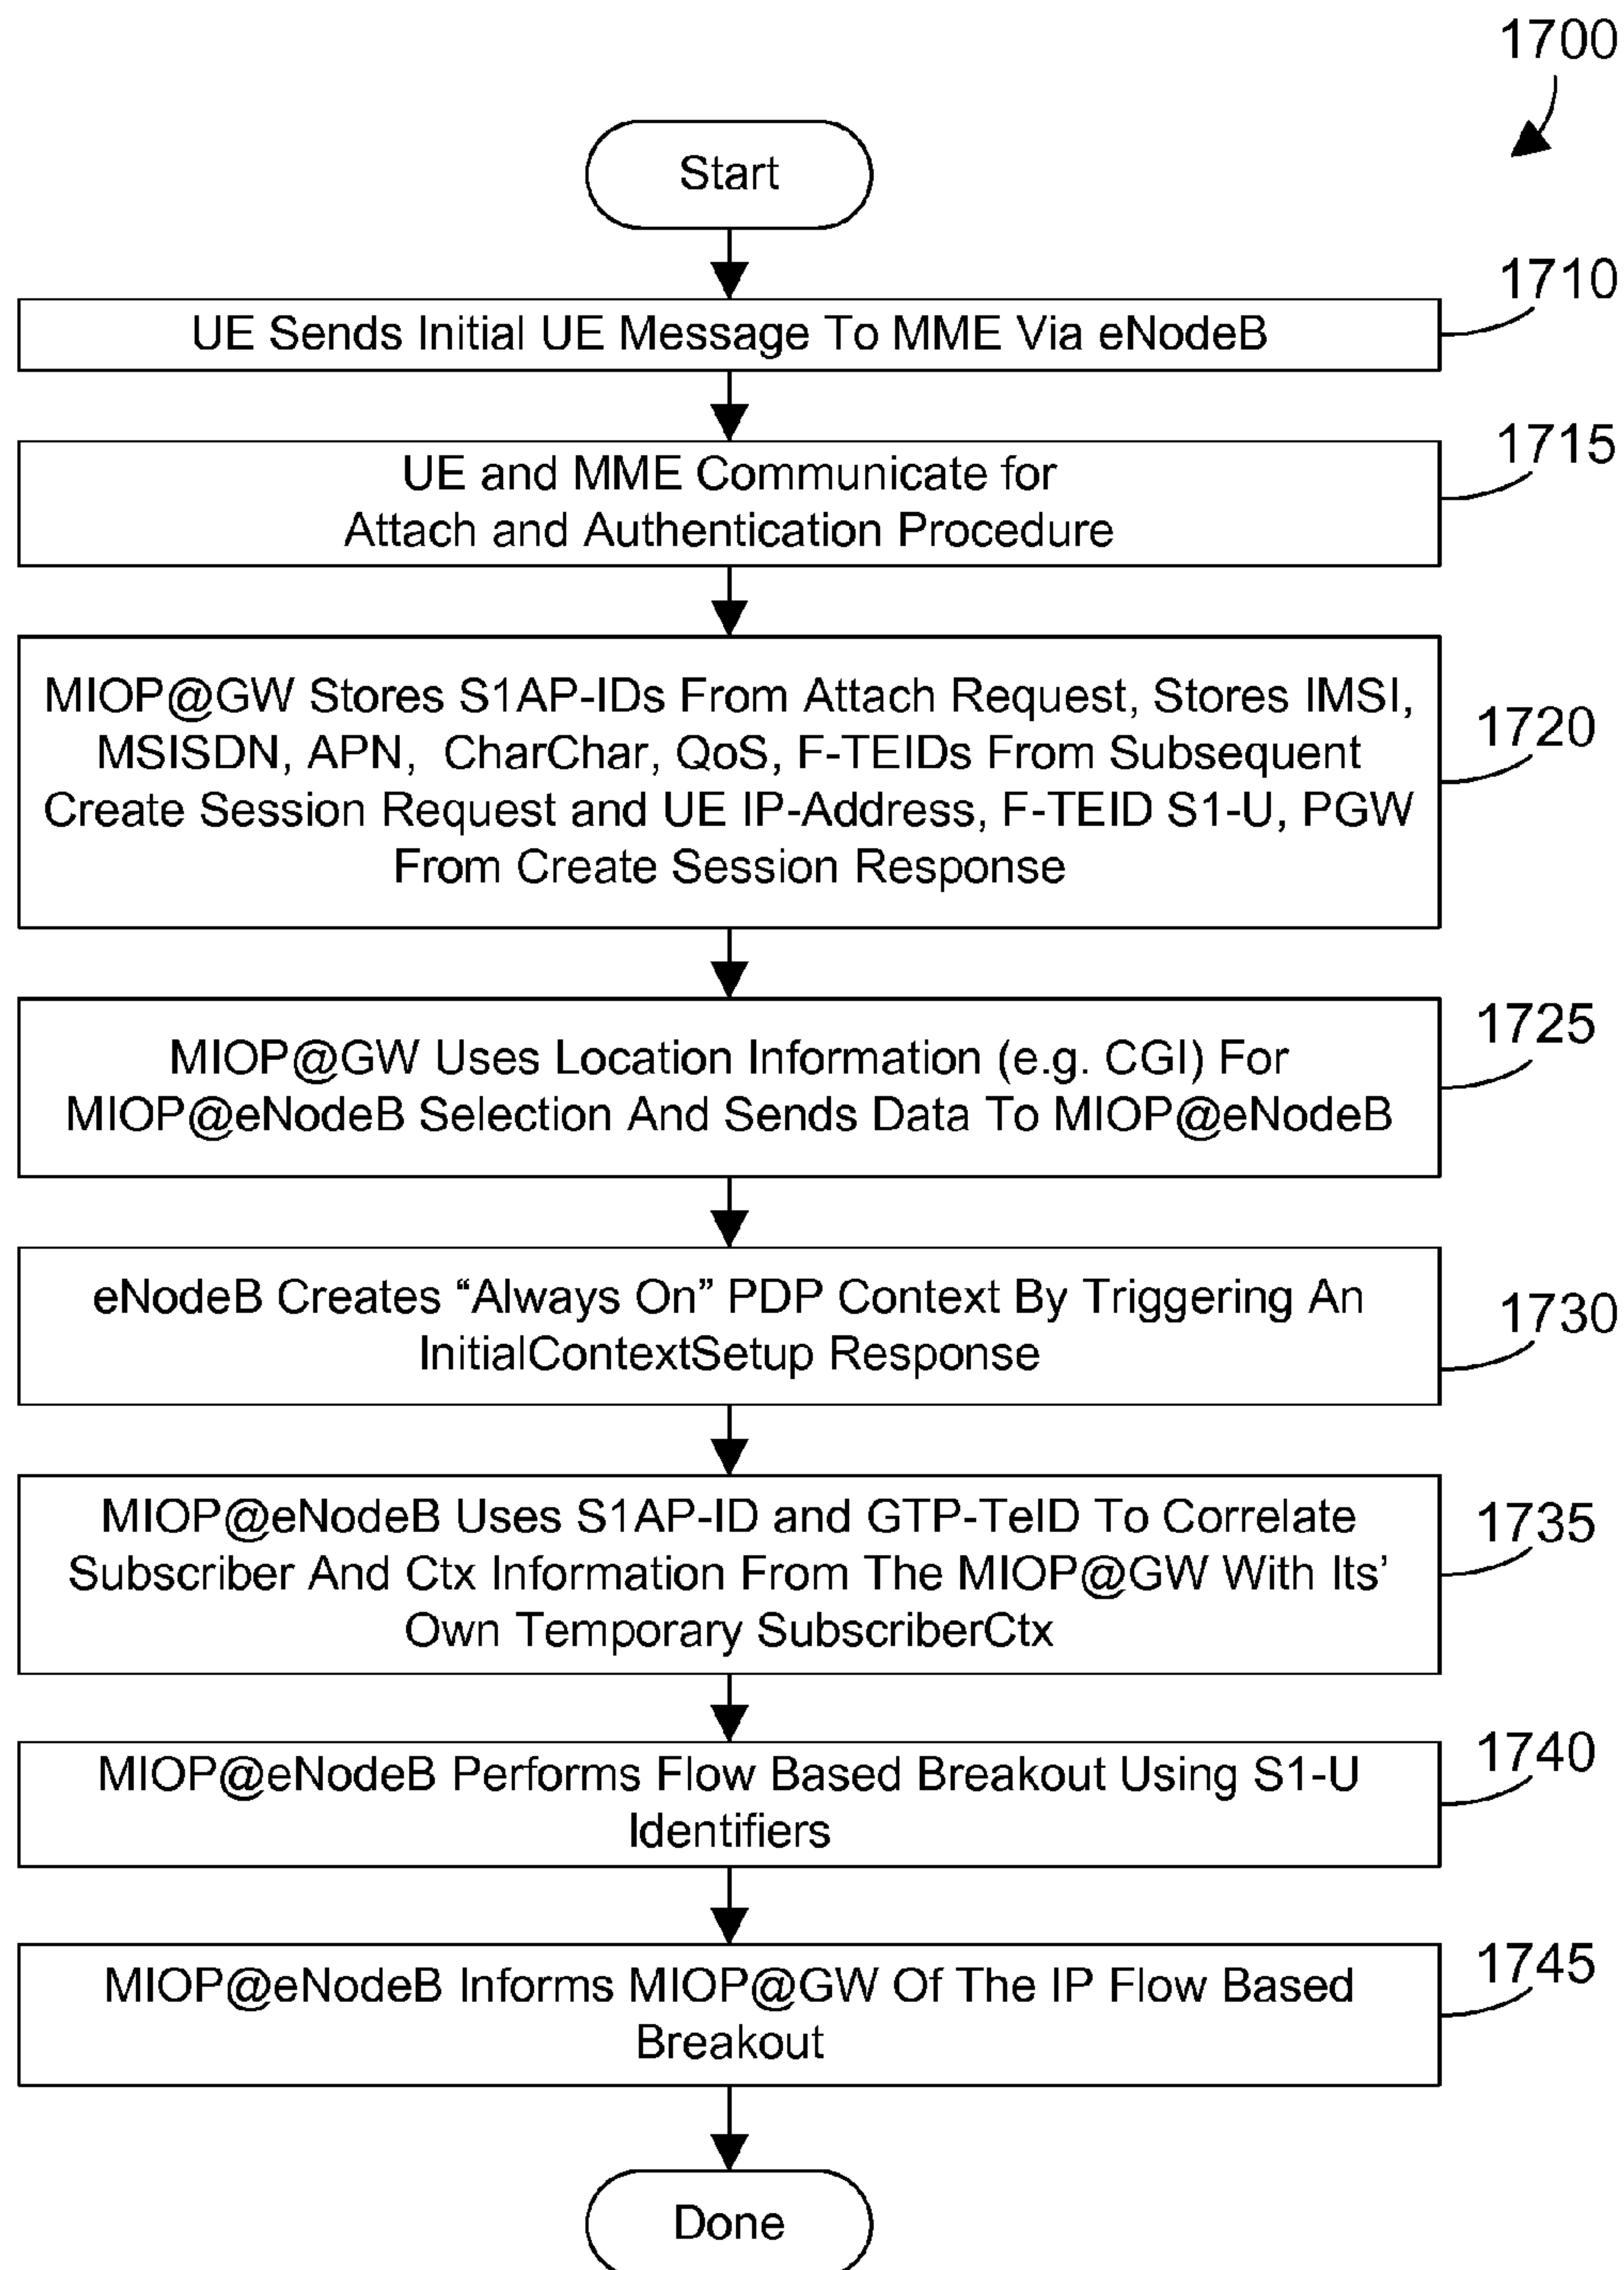 1700
Start
1710
UE Sends Initial UE Message To MME Via eNodeB
1715
UE and MME Communicate for
Attach and Authentication Procedure
1720
MIOP@GW Stores S1AP-IDs From Attach Request, Stores IMSI,
MSISDN, APN, CharChar, QoS, F-TEIDs From Subsequent
Create Session Request and UE IP-Address, F-TEID S1-U, PGW
From Create Session Response
1725
MIOP@GW Uses Location Information (e.g. CGI) For
MIOP@eNodeB Selection And Sends Data To MIOP@eNodeB
1730
eNodeB Creates “Always On” PDP Context By Triggering An
InitialContextSetup Response
1735
MIOP@eNodeB Uses S1AP-ID and GTP-TeID To Correlate
Subscriber And Ctx Information From The MIOP@GW With Its’
Own Temporary SubscriberCtx
1740
MIOP@eNodeB Performs Flow Based Breakout Using S1-U
Identifiers
1745
MIOP@eNodeB Informs MIOP@GW Of The IP Flow Based
Breakout
Done